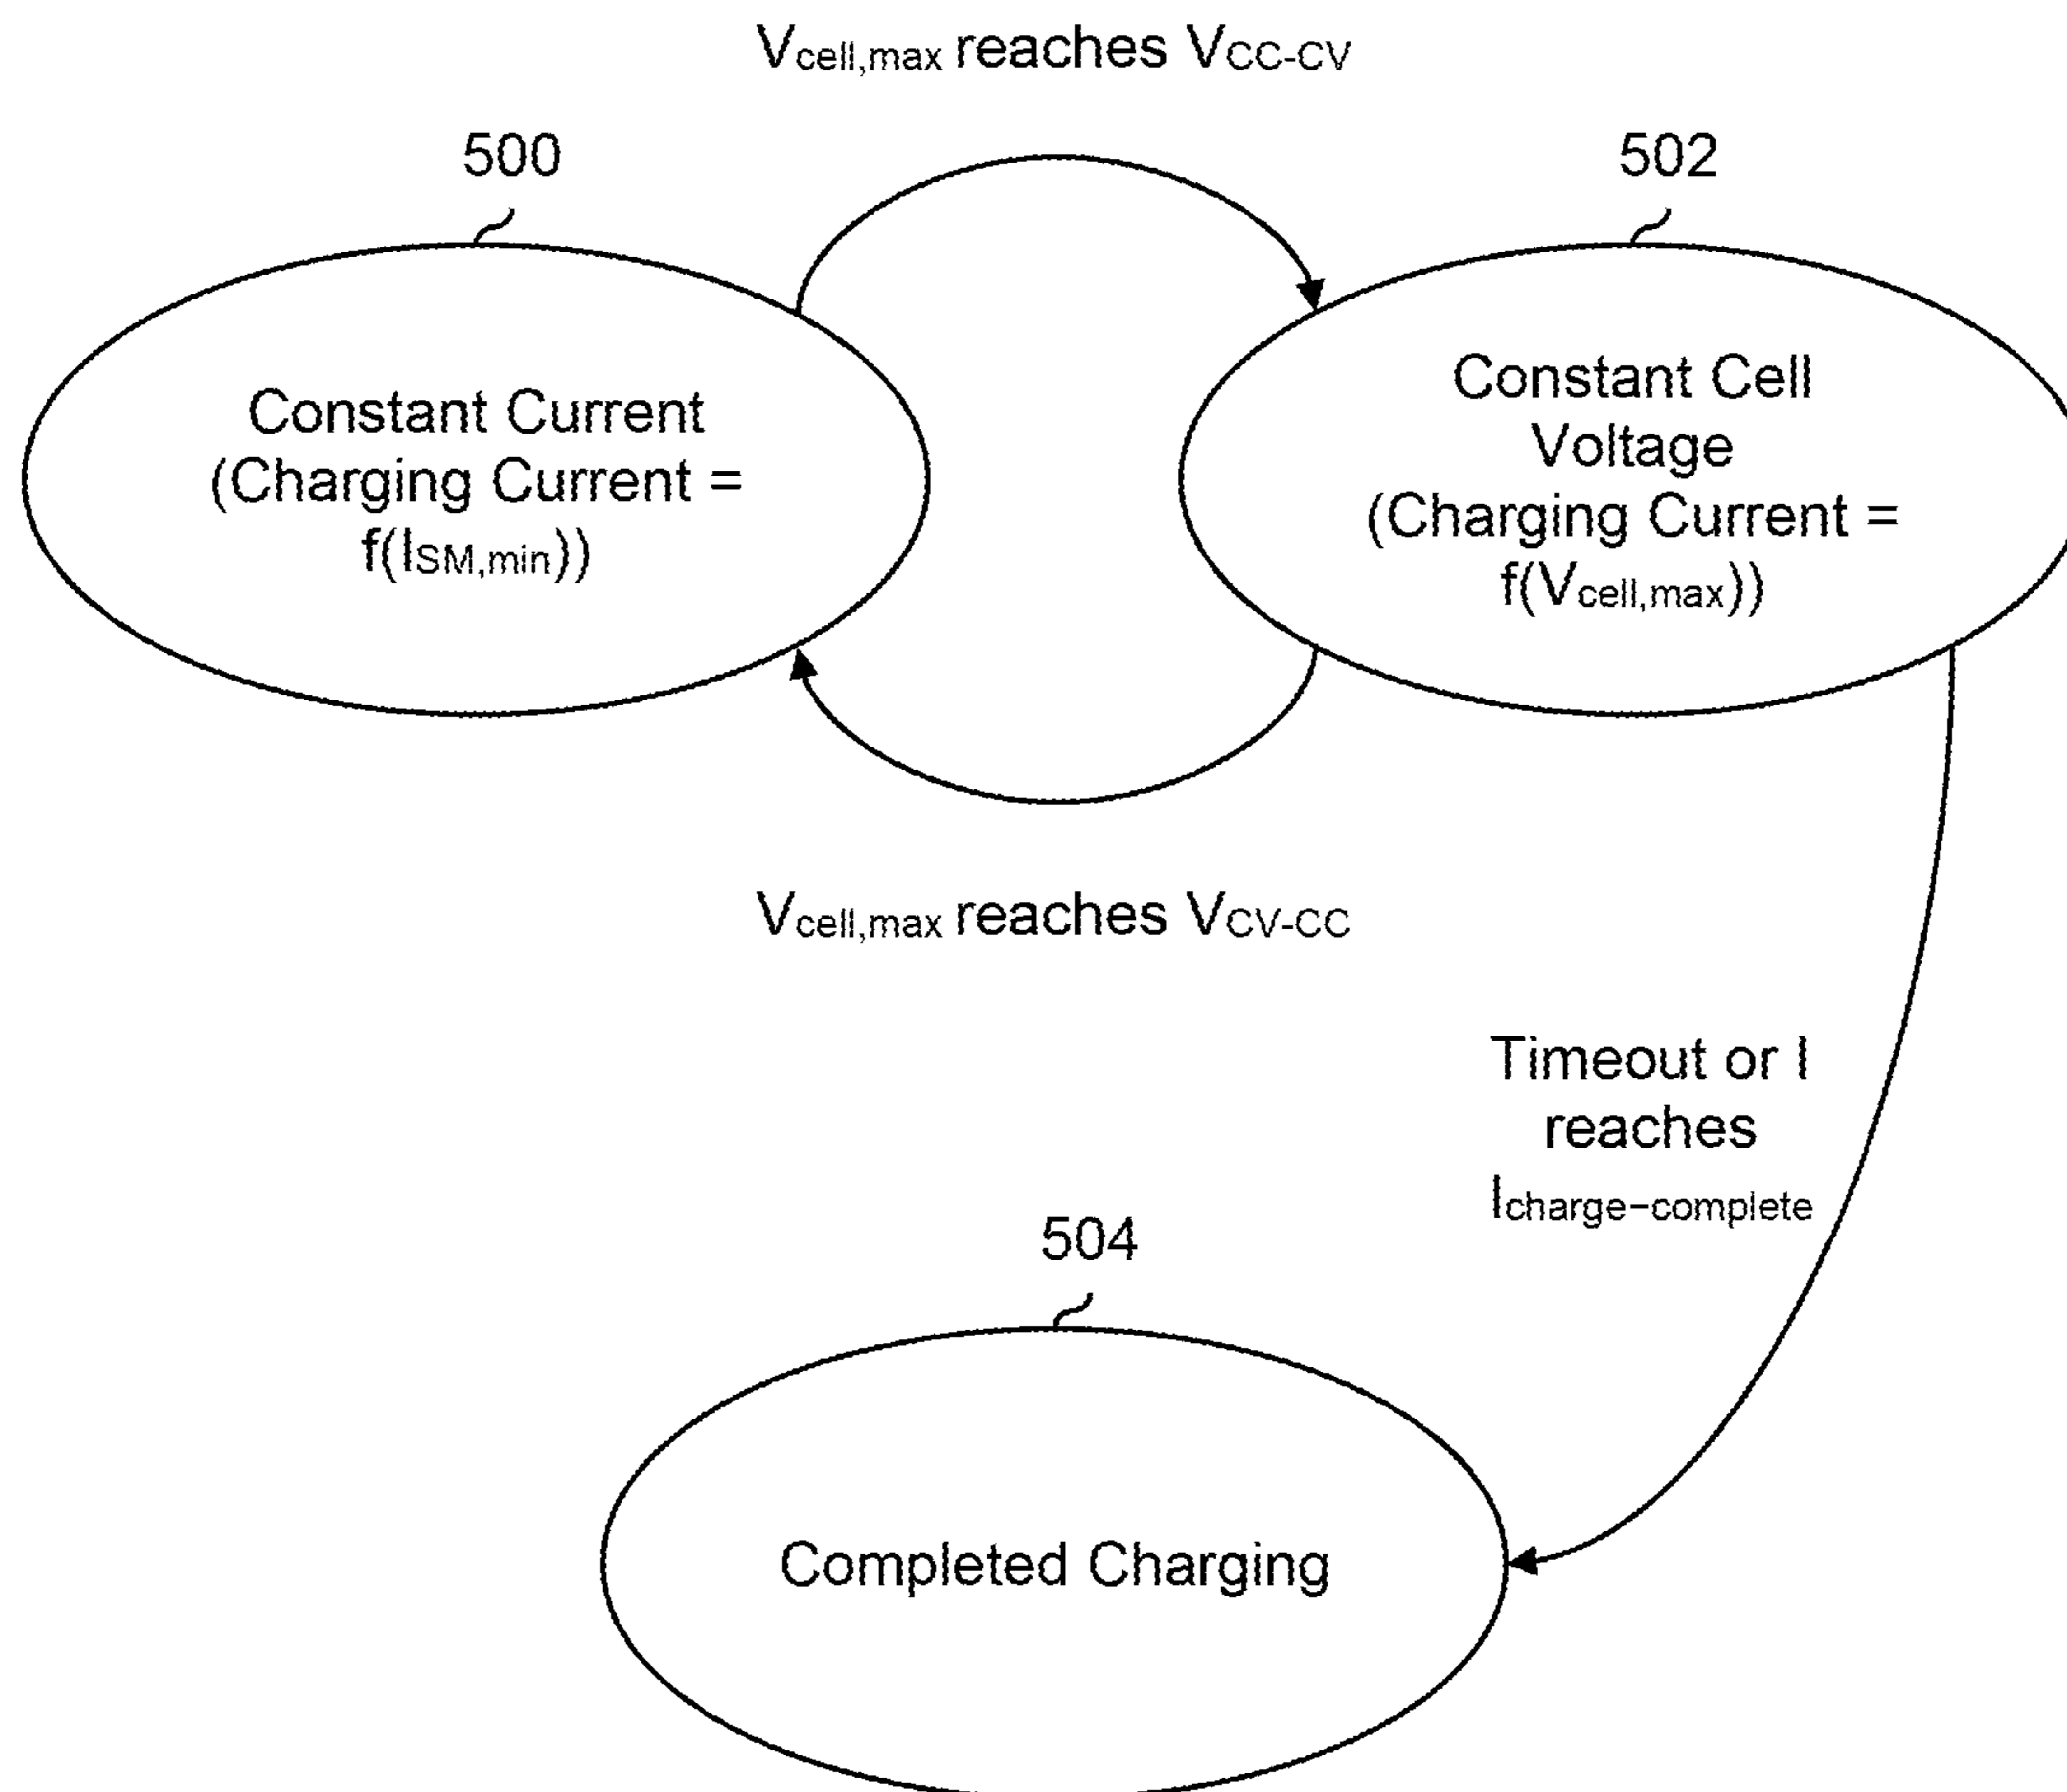 Vcell,max reaches VCC-CV
500
502
Constant Current
(Charging Current =
f(ISM,min))
Constant Cell
Voltage
(Charging Current =
f(Vcell,max))
Vcell,max reaches VCV-CC
Timeout or I
reaches
Icharge-complete
504
Completed Charging